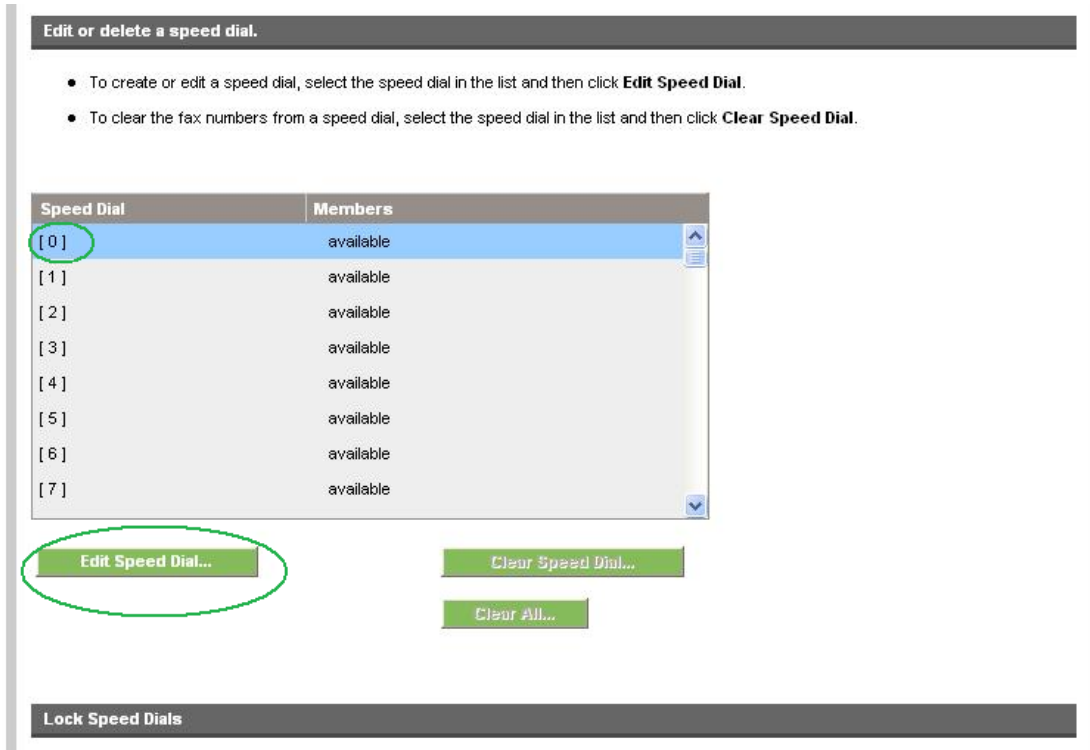 Edit or delete a speed dial.
● To create or edit a speed dial, select the speed dial in the list and then click Edit Speed Dial.
● To clear the fax numbers from a speed dial, select the speed dial in the list and then click Clear Speed Dial.
Speed Dial Members
[ 0 ] available
[ 1 ] available
[ 2 ] available
[ 3 ] available
[ 4 ] available
[ 5 ] available
[ 6 ] available
[ 7 ] available
Edit Speed Dial... Clear Speed Dial...
Clear All...
Lock Speed Dials